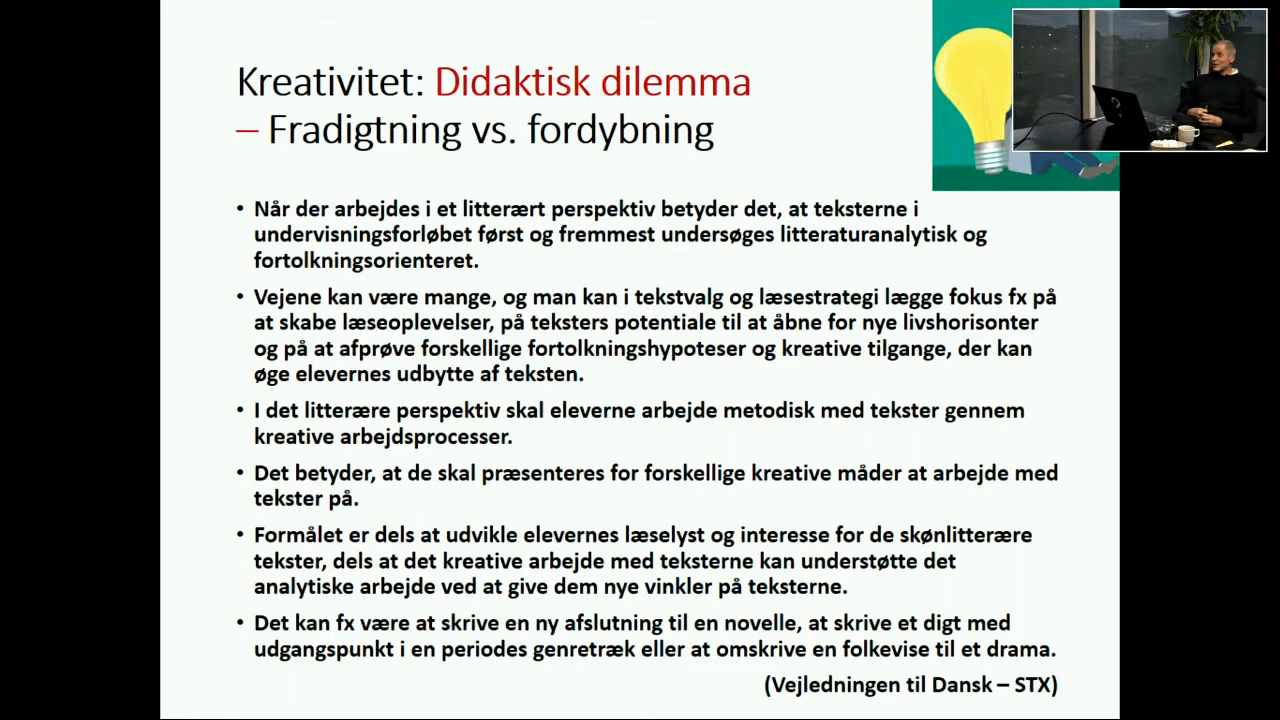 Kreativitet: Didaktisk dilemma
– Fradigtning vs. fordybning
• Når der arbejdes i et litterært perspektiv betyder det, at teksterne i
undervisningsforløbet først og fremmest undersøges litteraturanalytisk og
fortolkningsorienteret.
• Vejene kan være mange, og man kan i tekstvalg og læsestrategi lægge fokus fx på
at skabe læseoplevelser, på teksters potentiale til at åbne for nye livshorisonter
og på at afprøve forskellige fortolkningshypoteser og kreative tilgange, der kan
øge elevernes udbytte af teksten.
• I det litterære perspektiv skal eleverne arbejde metodisk med tekster gennem
kreative arbejdsprocesser.
• Det betyder, at de skal præsenteres for forskellige kreative måder at arbejde med
tekster på.
• Formålet er dels at udvikle elevernes læselyst og interesse for de skønlitterære
tekster, dels at det kreative arbejde med teksterne kan understøtte det
analytiske arbejde ved at give dem nye vinkler på teksterne.
• Det kan fx være at skrive en ny afslutning til en novelle, at skrive et digt med
udgangspunkt i en periodes genretræk eller at omskrive en folkevise til et drama.
(Vejledningen til Dansk – STX)